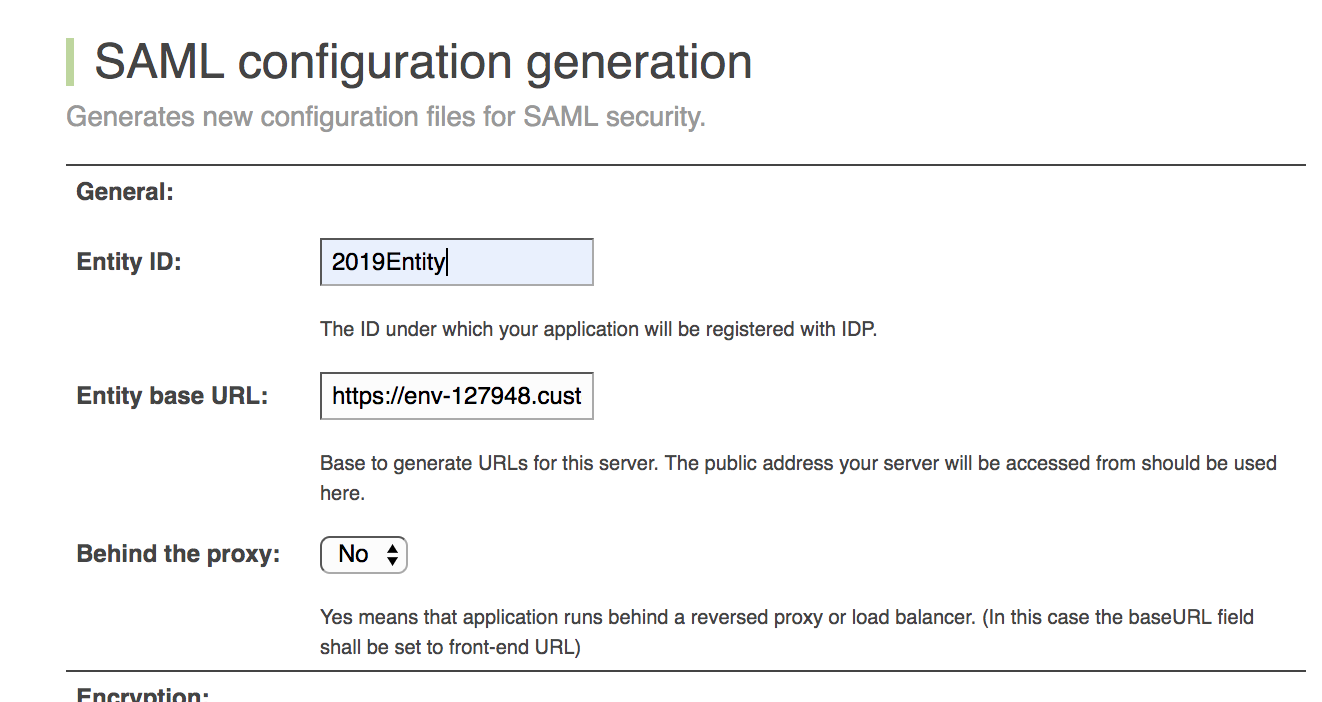 SAML configuration generation
Generates new configuration files for SAML security.
General:
Entity ID:
2019Entity
The ID under which your application will be registered with IDP.
Entity base URL:
https://env-127948.cust
Base to generate URLs for this server. The public address your server will be accessed from should be used
here.
Behind the proxy:
No
Yes means that application runs behind a reversed proxy or load balancer. (In this case the baseURL field
shall be set to front-end URL)
Encryption: